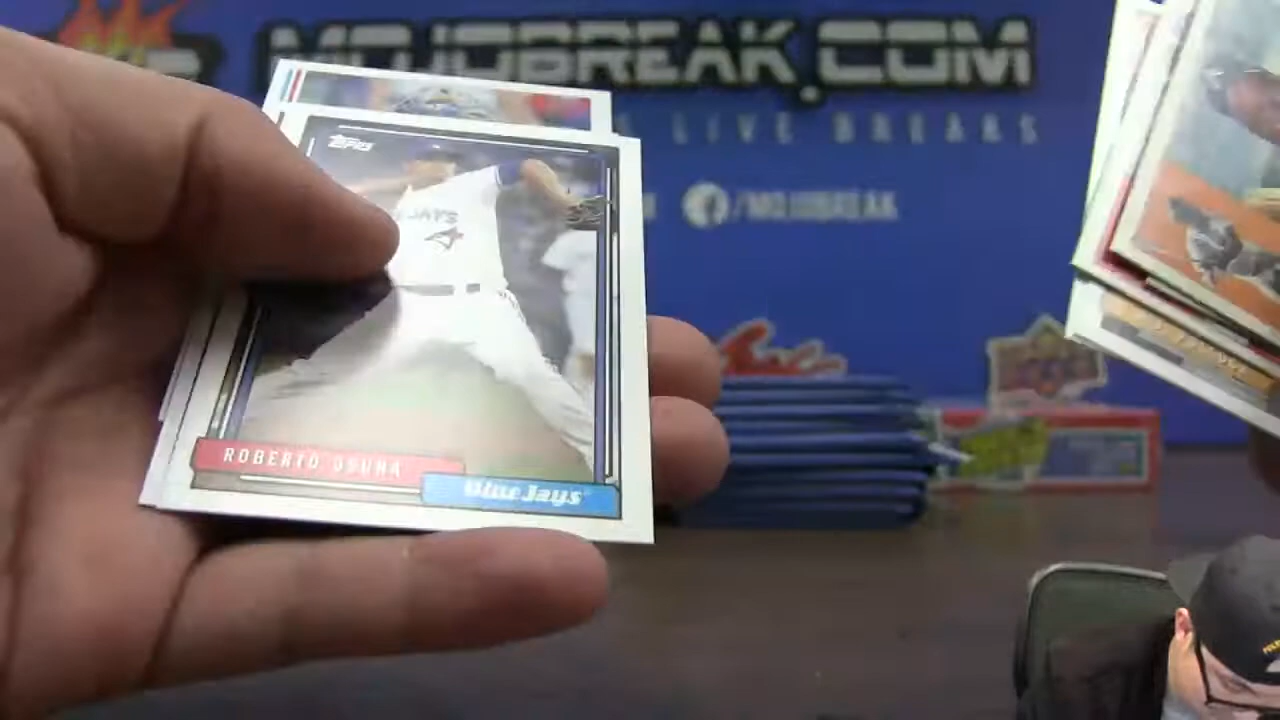 MOJOBREAK.COM
LIVE BREAKS
/MOJOBREAK
Topps
JAYS
ROBERTO OSUNA
Blue Jays